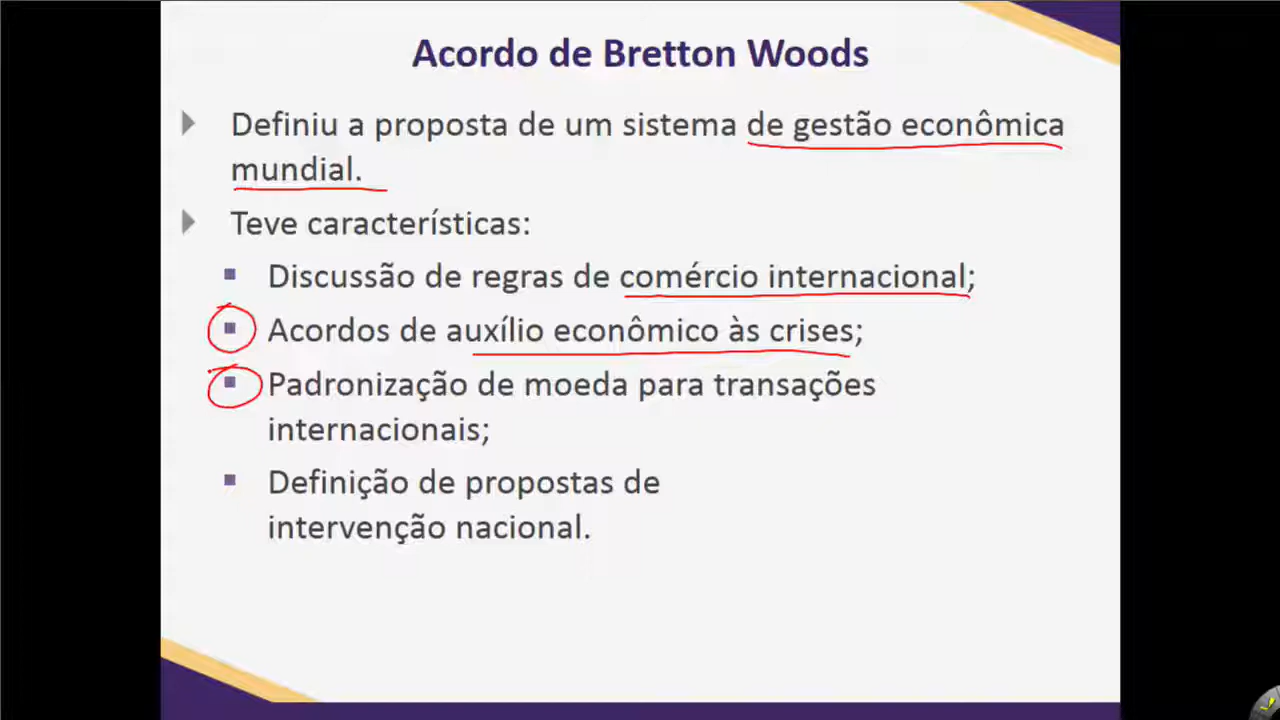 Acordo de Bretton Woods
Definiu a proposta de um sistema de gestão econômica
mundial.
Teve características:
Discussão de regras de comércio internacional;
Acordos de auxílio econômico às crises;
Padronização de moeda para transações
internacionais;
Definição de propostas de
intervenção nacional.